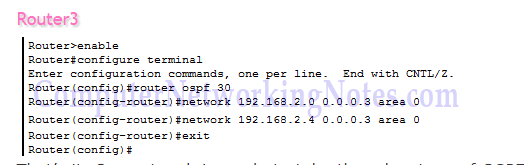 Router3
Router>enable
Router#configure terminal
Enter configuration commands, one per line.  End with CNTL/Z.
Router(config)#router ospf 30
Router(config-router)#network 192.168.2.0 0.0.0.3 area 0
ComputerNetworkingNotes.com
Router(config-router)#network 192.168.2.4 0.0.0.3 area 0
Router(config-router)#exit
Router(config)#